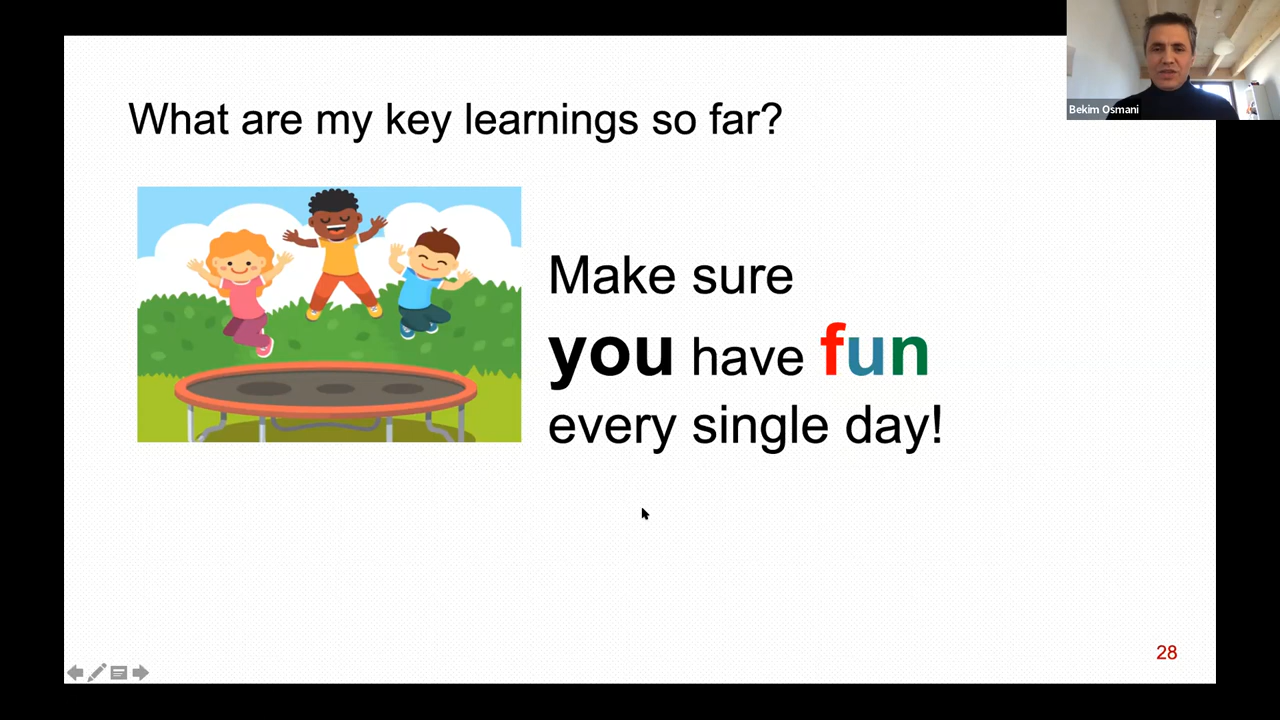 Bekim Osmani
What are my key learnings so far?
Make sure
you have fun
every single day!
28